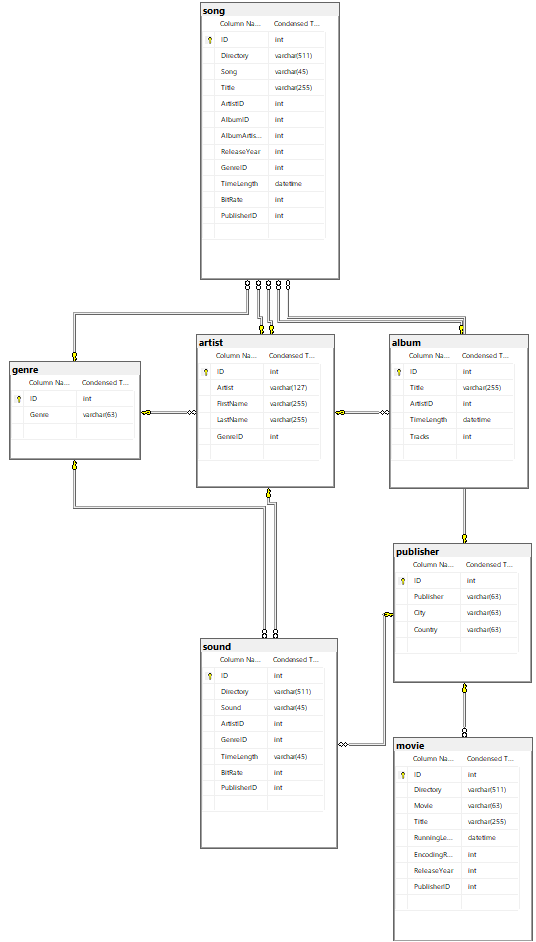 song
Column Na... Condensed T...
ID int
Directory varchar(511)
Song varchar(45)
Title varchar(255)
ArtistID int
AlbumID int
AlbumArtis... int
ReleaseYear int
GenreID int
TimeLength datetime
BitRate int
PublisherID int
genre
Column Na... Condensed T...
ID int
Genre varchar(63)
artist
Column Na... Condensed T...
ID int
Artist varchar(127)
FirstName varchar(255)
LastName varchar(255)
GenreID int
album
Column Na... Condensed T...
ID int
Title varchar(255)
ArtistID int
TimeLength datetime
Tracks int
publisher
Column Na... Condensed T...
ID int
Publisher varchar(63)
City varchar(63)
Country varchar(63)
sound
Column Na... Condensed T...
ID int
Directory varchar(511)
Sound varchar(45)
ArtistID int
GenreID int
TimeLength varchar(45)
BitRate int
PublisherID int
movie
Column Na... Condensed T...
ID int
Directory varchar(511)
Movie varchar(63)
Title varchar(255)
RunningLe... datetime
EncodingR... int
ReleaseYear int
PublisherID int